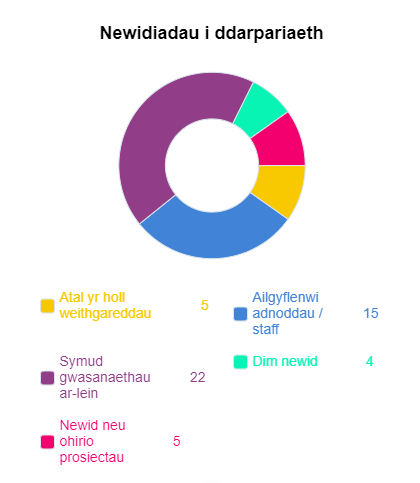 Newidiadau i ddarpariaeth
Atal yr holl
weithgareddau
5
Ailgyflenwi
adnoddau /
staff
15
Symud
gwasanaethau
ar-lein
22
Dim newid
4
Newid neu
ohirio
prosiectau
5